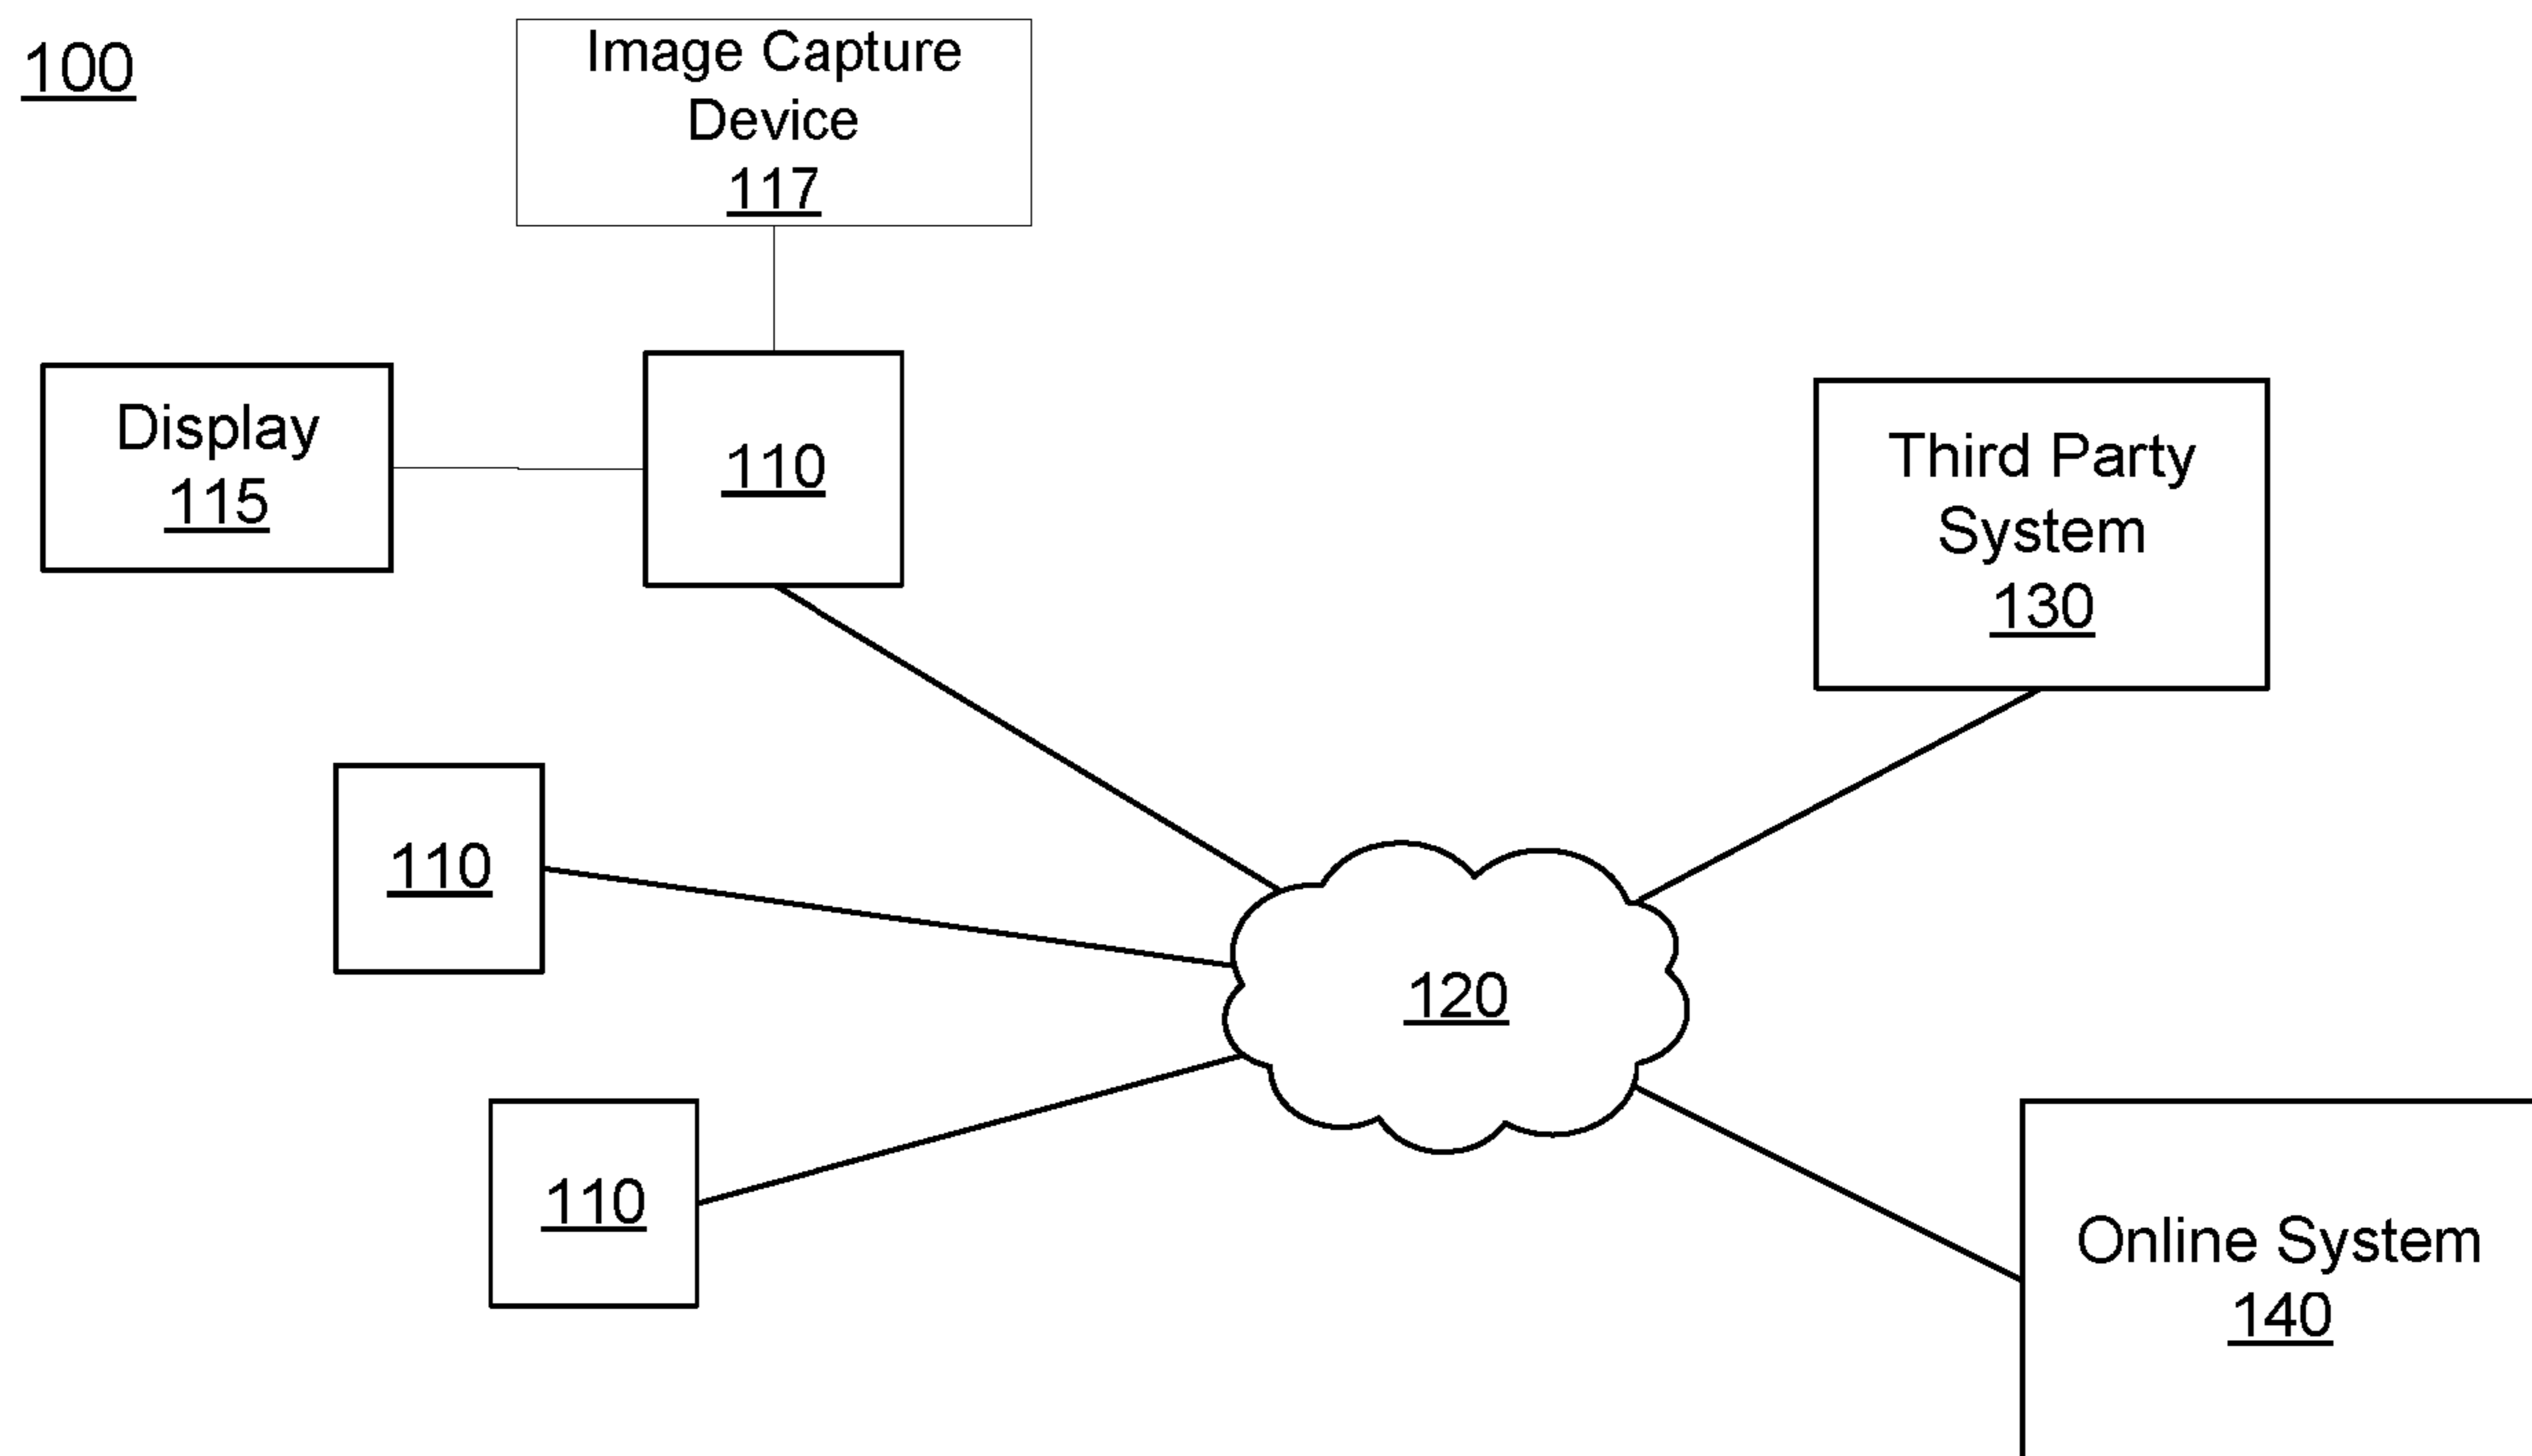 100
Image Capture
Device
117
Display
115
110
Third Party
System
130
110
120
110
Online System
140